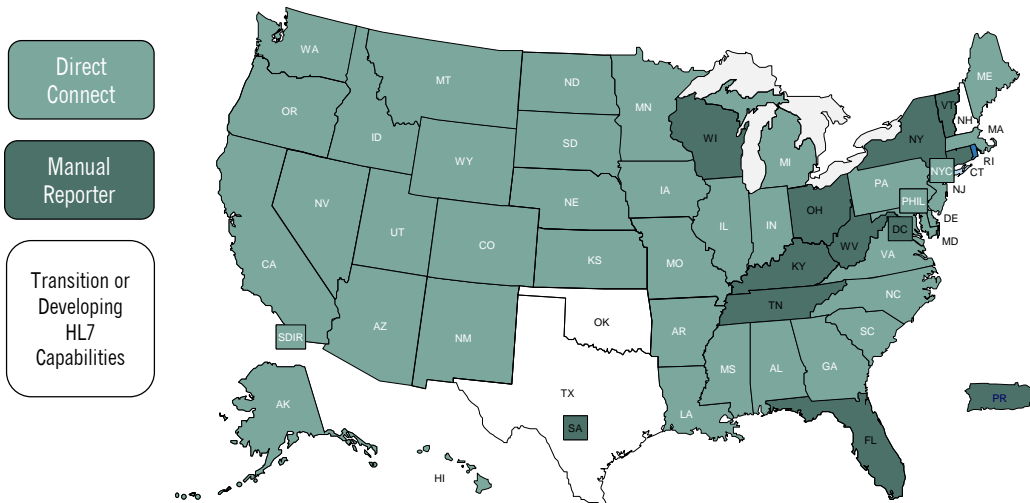 Direct
Connect
Manual
Reporter
Transition or
Developing
HL7
Capabilities
WA
MT
ND
MN
ME
OR
ID
SD
WI
MI
NY
VT
NH
MA
RI
CT
NYC
NJ
WY
NV
UT
CO
NE
IA
IL
IN
OH
PA
PHIL
DE
MD
DC
WV
VA
CA
KS
MO
KY
NC
TN
SC
AZ
NM
OK
AR
MS
AL
GA
SDIR
TX
LA
SA
FL
PR
AK
HI